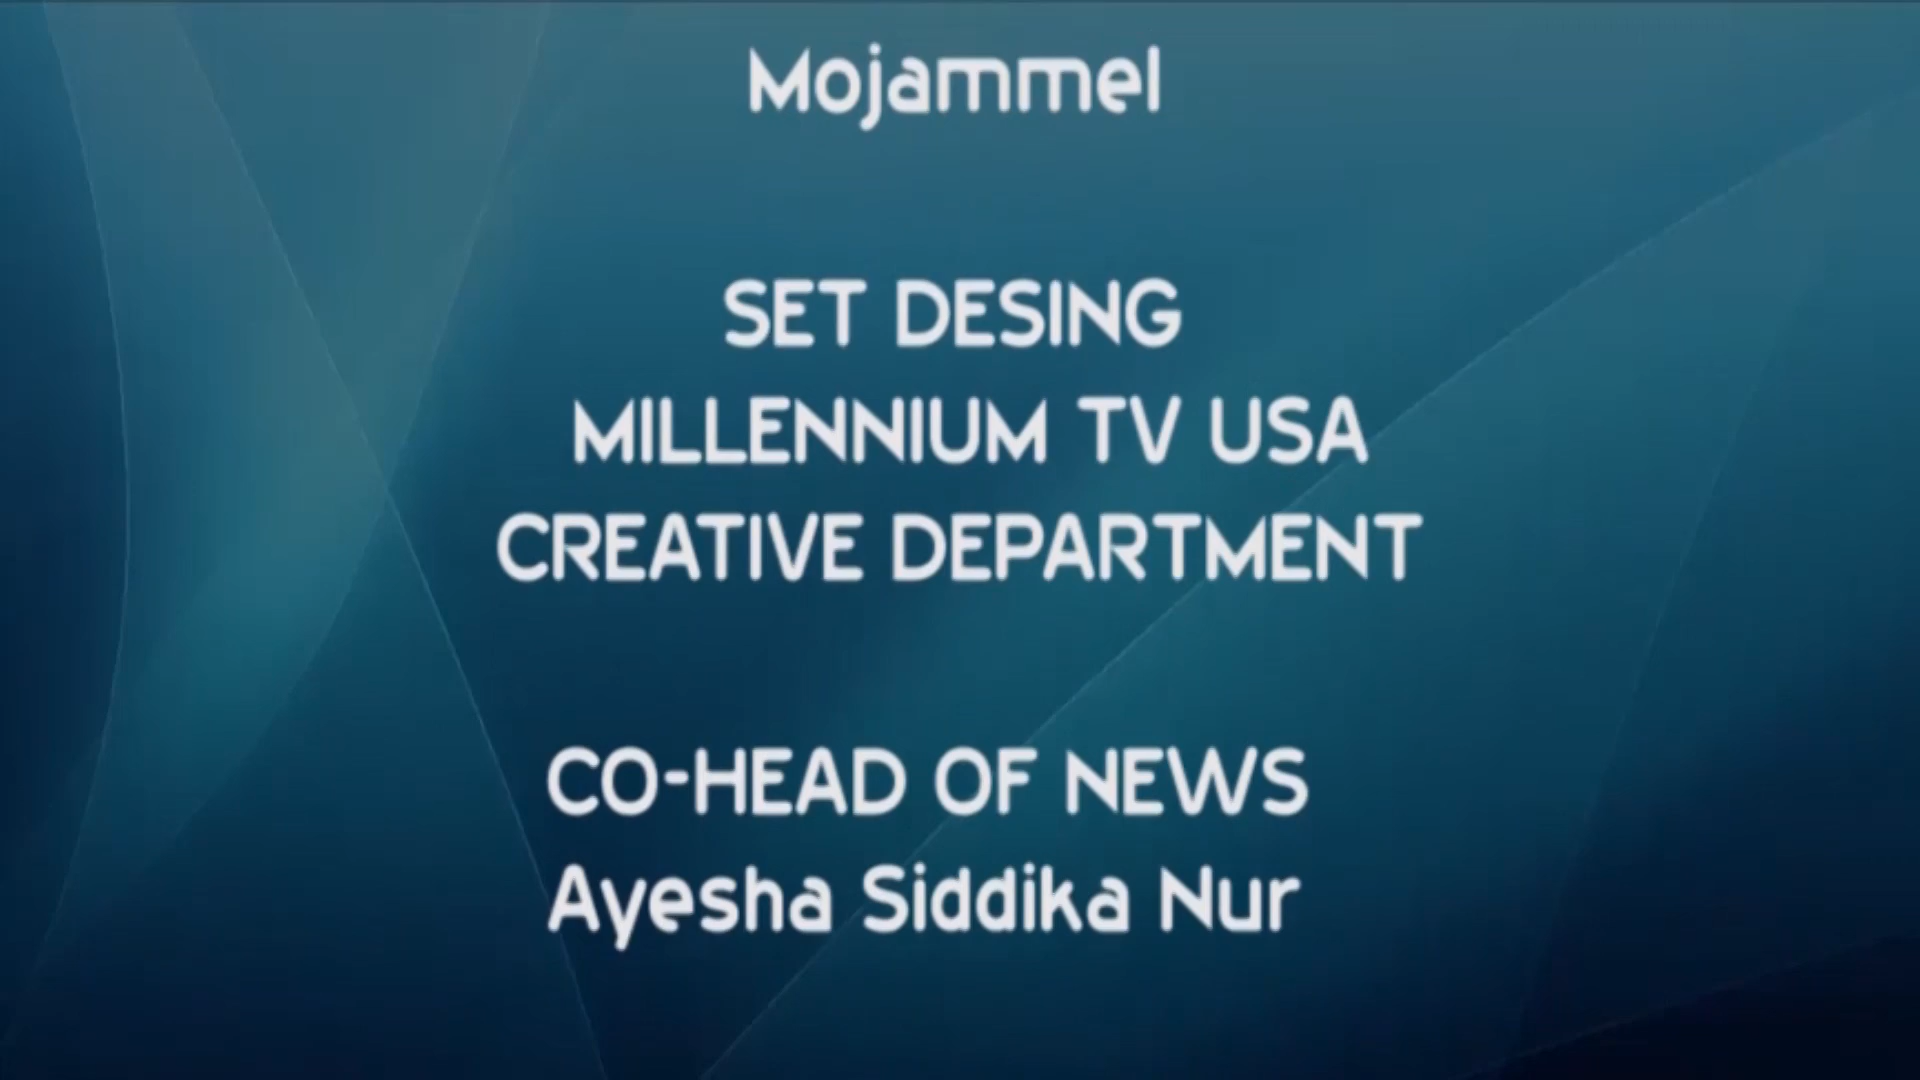 Mojammel
SET DESING
MILLENNIUM TV USA
CREATIVE DEPARTMENT
CO-HEAD OF NEWS
Ayesha Siddika Nur